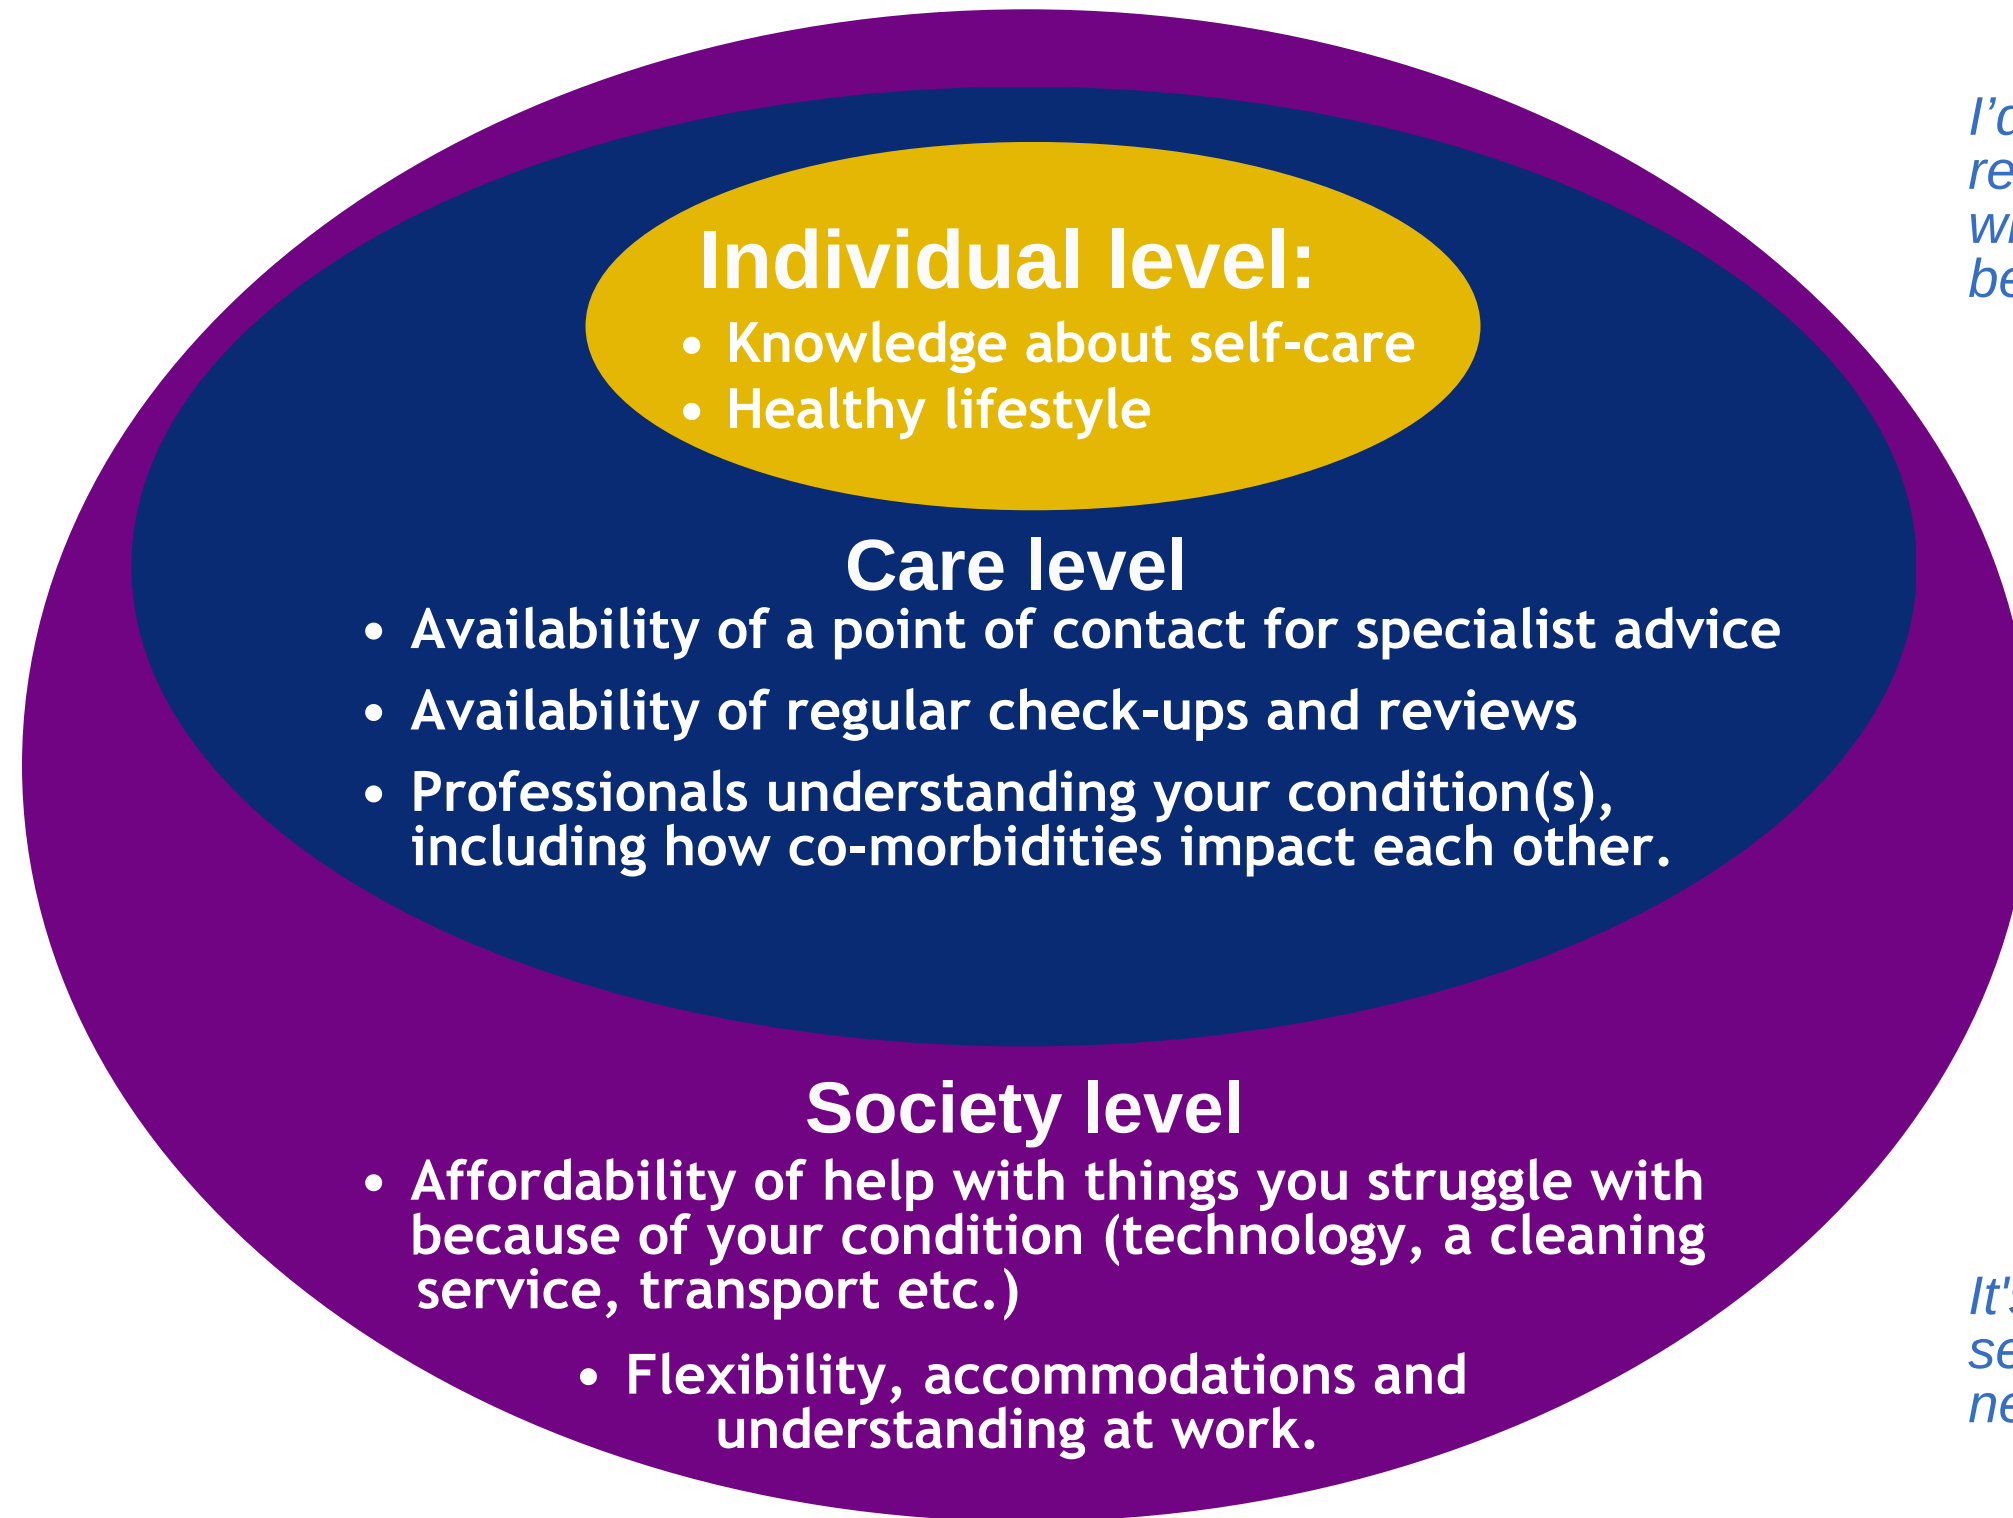 Individual level:
• Knowledge about self-care
• Healthy lifestyle
Care level
• Availability of a point of contact for specialist advice
• Availability of regular check-ups and reviews
• Professionals understanding your condition(s),
including how co-morbidities impact each other.
Society level
• Affordability of help with things you struggle with
because of your condition (technology, a cleaning
service, transport etc.)
• Flexibility, accommodations and
understanding at work.